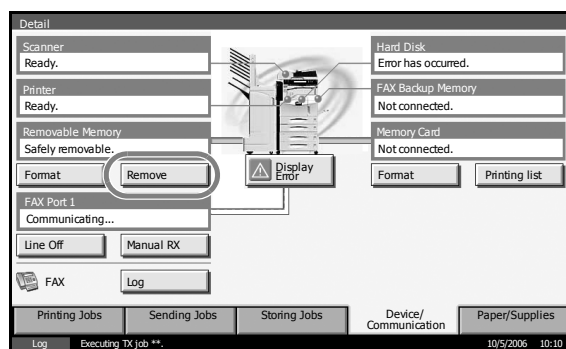 Detail
Scanner
Ready.
Printer
Ready.
Removable Memory
Safely removable.
Format
Remove
FAX Port 1
Communicating...
Line Off
Manual RX
FAX
Log
Display
Error
Hard Disk
Error has occurred.
FAX Backup Memory
Not connected.
Memory Card
Not connected.
Format
Printing list
Printing Jobs
Sending Jobs
Storing Jobs
Device/
Communication
Paper/Supplies
Log
Executing TX job **.
10/5/2006 10:10